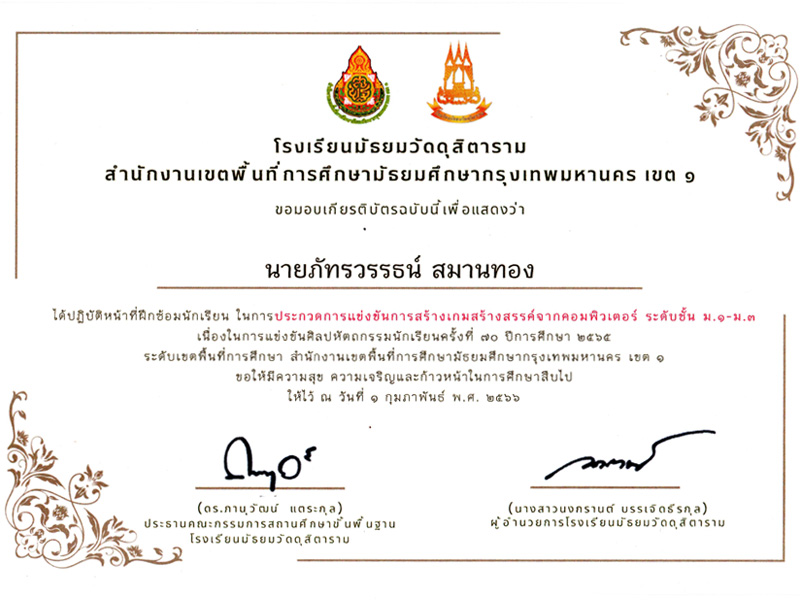 โรงเรียนมัธยมวัดดุสิตาราม
สำนักงานเขตพื้นที่การศึกษามัธยมศึกษากรุงเทพมหานคร เขต ๑
ขอมอบเกียรติบัตรฉบับนี้เพื่อแสดงว่า
นายภัทรวรรธน์ สมานทอง
ได้ปฏิบัติหน้าที่ฝึกซ้อมนักเรียน ในการประกวดการแข่งขันการสร้างเกมสร้างสรรค์จากคอมพิวเตอร์ ระดับชั้น ม.๑-ม.๓
เนื่องในการแข่งขันศิลปหัตถกรรมนักเรียนครั้งที่ ๗๐ ปีการศึกษา ๒๕๖๕
ระดับเขตพื้นที่การศึกษา สำนักงานเขตพื้นที่การศึกษามัธยมศึกษากรุงเทพมหานคร เขต ๑
ขอให้มีความสุข ความเจริญและก้าวหน้าในการศึกษาสืบไป
ให้ไว้ ณ วันที่ ๑ กุมภาพันธ์ พ.ศ. ๒๕๖๖
(ดร.ภานุวัฒน์ แตระกุล) (นางสาวนงกรานต์ บรรเจิดธีรกุล)
ประธานคณะกรรมการสถานศึกษาขั้นพื้นฐาน ผู้อำนวยการโรงเรียนมัธยมวัดดุสิตาราม
โรงเรียนมัธยมวัดดุสิตาราม